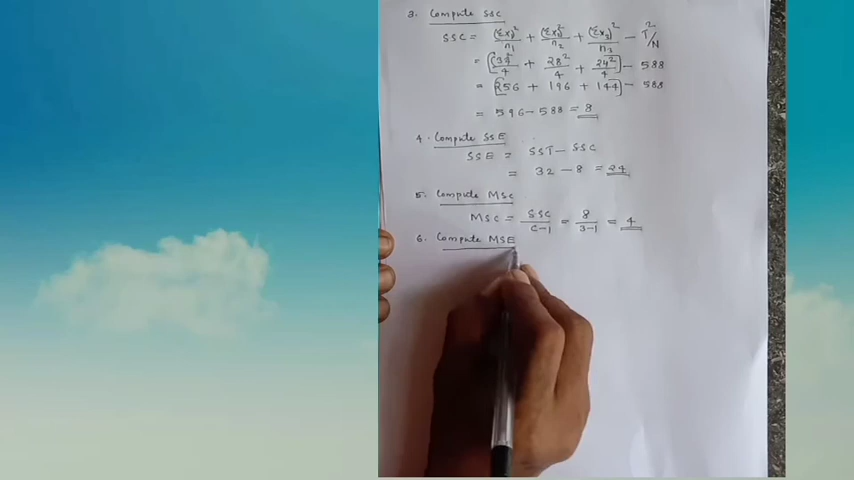 3. Compute SSC
SSC = (Σx₁)²/n₁ + (Σx₂)²/n₂ + (Σx₃)²/n₃ - T²/N
= [32²/4 + 28²/4 + 24²/4] - 588
= [256 + 196 + 144] - 588
= 596 - 588 = 8
4. Compute SSE
SSE = SST - SSC
= 32 - 8 = 24
5. Compute MSC
MSC = SSC/C-1 = 8/3-1 = 4
6. Compute MSE